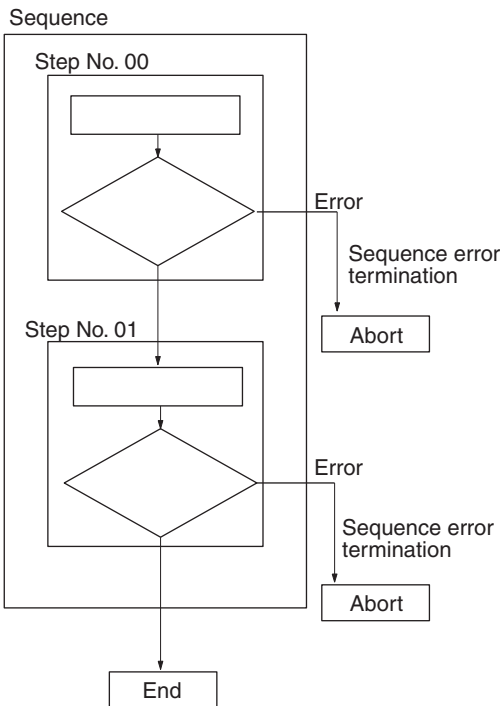 Sequence
Step No. 00
Error
Sequence error
termination
Abort
Step No. 01
Error
Sequence error
termination
Abort
End